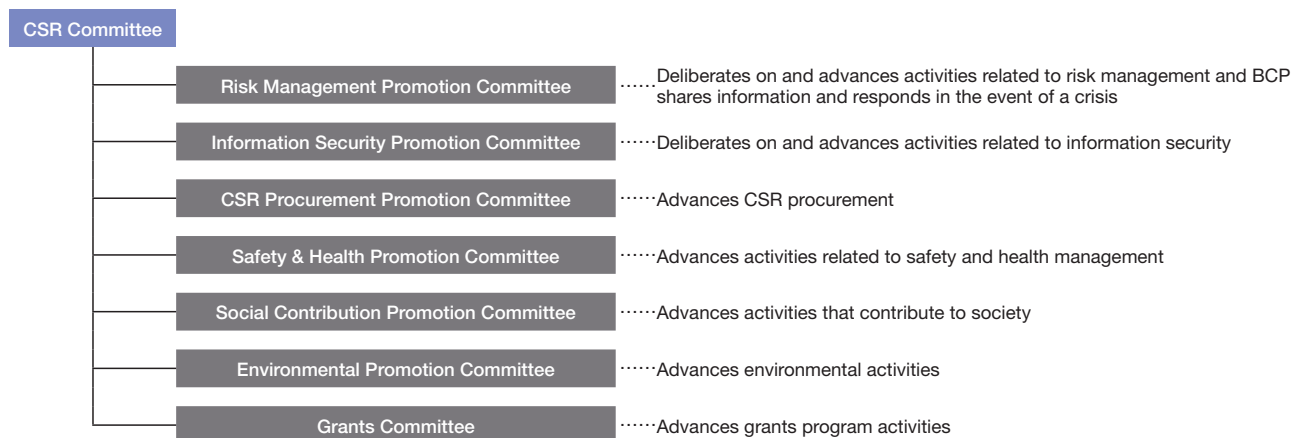 CSR Committee
Risk Management Promotion Committee ......Deliberates on and advances activities related to risk management and BCP
shares information and responds in the event of a crisis
Information Security Promotion Committee ......Deliberates on and advances activities related to information security
CSR Procurement Promotion Committee ......Advances CSR procurement
Safety & Health Promotion Committee ......Advances activities related to safety and health management
Social Contribution Promotion Committee ......Advances activities that contribute to society
Environmental Promotion Committee ......Advances environmental activities
Grants Committee ......Advances grants program activities